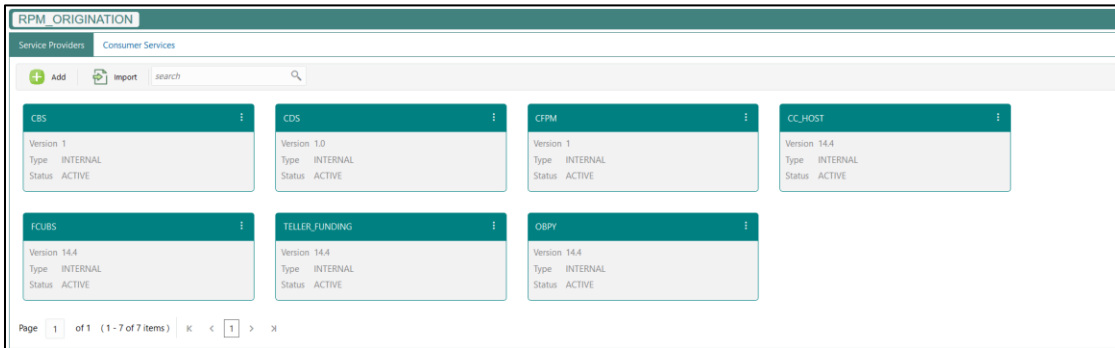 RPM_ORIGINATION
Service Providers Consumer Services
Add Import search
CBS CDS CFPM CC_HOST
Version 1 Version 1.0 Version 1 Version 14.4
Type INTERNAL Type INTERNAL Type INTERNAL Type INTERNAL
Status ACTIVE Status ACTIVE Status ACTIVE Status ACTIVE
FCUBS TELLER_FUNDING OBPY
Version 14.4 Version 14.4 Version 14.4
Type INTERNAL Type INTERNAL Type INTERNAL
Status ACTIVE Status ACTIVE Status ACTIVE
Page 1 of 1 (1 - 7 of 7 items) 1